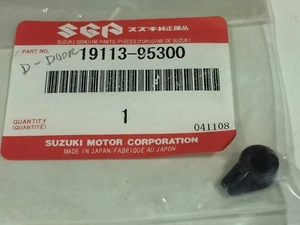 SGP スズキ純正部品
SUZUKI GENUINE PARTS・PIÈCES D'ORIGINE DE SUZUKI
PART NO. 19113-95300
D-DOOR
QUANTITY
(QUANTITÉ) 1
041108
SUZUKI MOTOR CORPORATION
MADE IN JAPAN/FABRIQUÉ AU JAPON